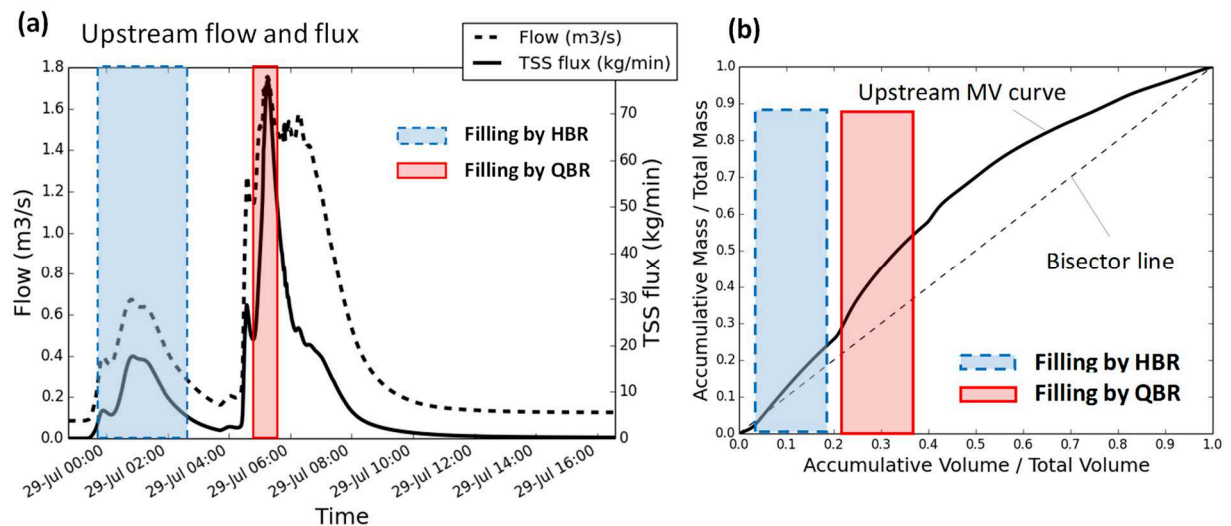 (a)
Upstream flow and flux
Flow (m3/s)
TSS flux (kg/min)
1.8
1.6
1.4
1.2
1.0
0.8
0.6
0.4
0.2
0.0
Flow (m3/s)
70
60
50
40
30
20
10
0
TSS flux (kg/min)
Filling by HBR
Filling by QBR
29-Jul 00:00
29-Jul 02:00
29-Jul 04:00
29-Jul 06:00
29-Jul 08:00
29-Jul 10:00
29-Jul 12:00
29-Jul 14:00
29-Jul 16:00
Time
(b)
1.0
0.9
0.8
0.7
0.6
0.5
0.4
0.3
0.2
0.1
0.0
Accumulative Mass / Total Mass
Upstream MV curve
Bisector line
Filling by HBR
Filling by QBR
0.0 0.1 0.2 0.3 0.4 0.5 0.6 0.7 0.8 0.9 1.0
Accumulative Volume / Total Volume